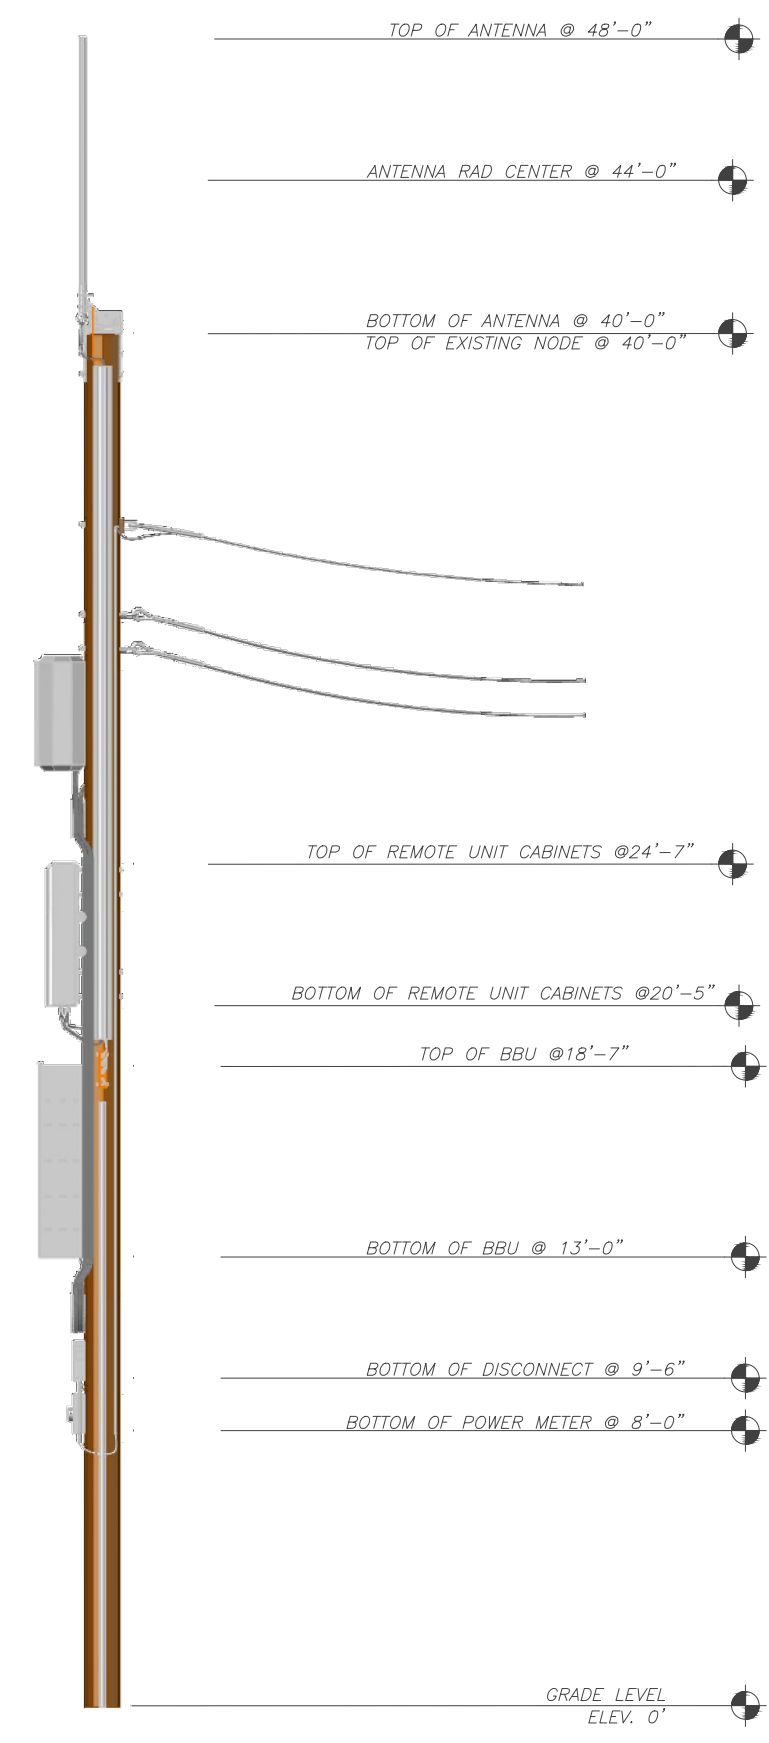 TOP OF ANTENNA @ 48'-0"
ANTENNA RAD CENTER @ 44'-0"
BOTTOM OF ANTENNA @ 40'-0"
TOP OF EXISTING NODE @ 40'-0"
TOP OF REMOTE UNIT CABINETS @24'-7"
BOTTOM OF REMOTE UNIT CABINETS @20'-5"
TOP OF BBU @18'-7"
BOTTOM OF BBU @ 13'-0"
BOTTOM OF DISCONNECT @ 9'-6"
BOTTOM OF POWER METER @ 8'-0"
GRADE LEVEL
ELEV. 0'